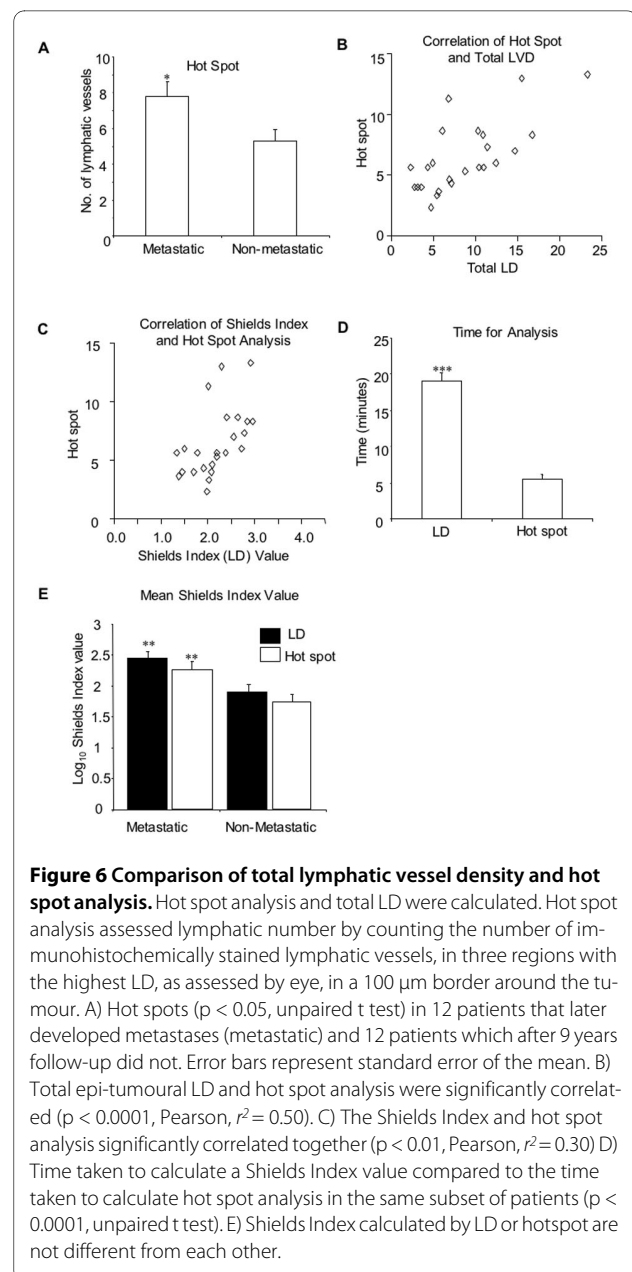 A
Hot Spot
10
8
6
4
2
0
No. of lymphatic vessels
*
Metastatic Non-metastatic
B
Correlation of Hot Spot
and Total LVD
15
10
5
0
Hot spot
0 5 10 15 20 25
Total LD
C
Correlation of Shields Index
and Hot Spot Analysis
15
10
5
0
Hot spot
0.0 1.0 2.0 3.0 4.0
Shields Index (LD) Value
D
Time for Analysis
25
20
15
10
5
0
Time (minutes)
***
LD Hot spot
E
Mean Shields Index Value
3
2.5
2
1.5
1
0.5
0
Log10 Shields Index value
** **
LD
Hot spot
Metastatic Non-Metastatic
Figure 6 Comparison of total lymphatic vessel density and hot
spot analysis. Hot spot analysis and total LD were calculated. Hot spot
analysis assessed lymphatic number by counting the number of im-
munohistochemically stained lymphatic vessels, in three regions with
the highest LD, as assessed by eye, in a 100 μm border around the tu-
mour. A) Hot spots (p < 0.05, unpaired t test) in 12 patients that later
developed metastases (metastatic) and 12 patients which after 9 years
follow-up did not. Error bars represent standard error of the mean. B)
Total epi-tumoural LD and hot spot analysis were significantly correlat-
ed (p < 0.0001, Pearson, r² = 0.50). C) The Shields Index and hot spot
analysis significantly correlated together (p < 0.01, Pearson, r² = 0.30) D)
Time taken to calculate a Shields Index value compared to the time
taken to calculate hot spot analysis in the same subset of patients (p <
0.0001, unpaired t test). E) Shields Index calculated by LD or hotspot are
not different from each other.